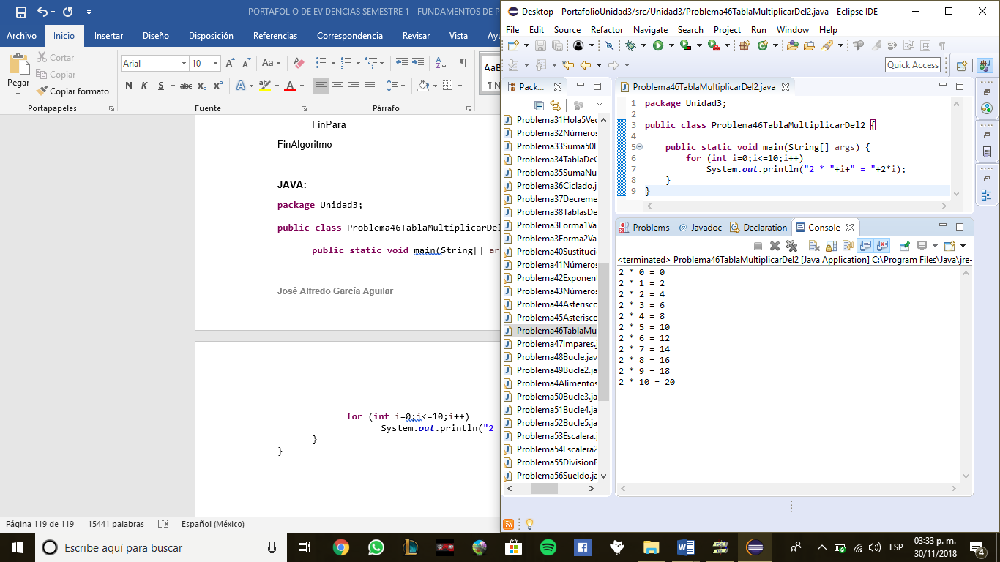 PORTAFOLIO DE EVIDENCIAS SEMESTRE 1 - FUNDAMENTOS DE P
Archivo Inicio Insertar Diseño Disposición Referencias Correspondencia Revisar Vista Ayu
Pegar
Cortar
Copiar
Copiar formato
Portapapeles
Arial 10 Aa
N K S abc x₂ x²
Fuente
Párrafo
AaB
¶ N
FinPara
FinAlgoritmo
JAVA:
package Unidad3;
public class Problema46TablaMultiplicarDel
public static void main(String[] ar
José Alfredo García Aguilar
for (int i=0;i<=10;i++)
System.out.println("2
}
}
Página 119 de 119 15441 palabras Español (México)
Desktop - PortafolioUnidad3/src/Unidad3/Problema46TablaMultiplicarDel2.java - Eclipse IDE
File Edit Source Refactor Navigate Search Project Run Window Help
Quick Access
Pack...
Problema31Hola5Vec
Problema32Números
Problema33Suma50P
Problema34TablaDeC
Problema35SumaNu
Problema36Ciclado.j
Problema37Decreme
Problema38TablasDe
Problema3Forma1Va
Problema3Forma2Va
Problema40Sustituci
Problema41Números
Problema42Exponent
Problema43Números
Problema44Asterisco
Problema45Asterisco
Problema46TablaMu
Problema47Impares.j
Problema48Bucle.jav
Problema49Bucle2.ja
Problema4Alimentos
Problema50Bucle3.ja
Problema51Bucle4.ja
Problema52Bucle5.ja
Problema53Escalera.j
Problema54Escalera2
Problema55DivisionR
Problema56Sueldo.ja
Problema46TablaMultiplicarDel2.java
1 package Unidad3;
2
3 public class Problema46TablaMultiplicarDel2 {
4
5 public static void main(String[] args) {
6 for (int i=0;i<=10;i++)
7 System.out.println("2 * "+i+" = "+2*i);
8 }
9 }
Problems @ Javadoc Declaration Console
<terminated> Problema46TablaMultiplicarDel2 [Java Application] C:\Program Files\Java\jre-
2 * 0 = 0
2 * 1 = 2
2 * 2 = 4
2 * 3 = 6
2 * 4 = 8
2 * 5 = 10
2 * 6 = 12
2 * 7 = 14
2 * 8 = 16
2 * 9 = 18
2 * 10 = 20
Escribe aquí para buscar
ESP
03:33 p. m.
30/11/2018
4